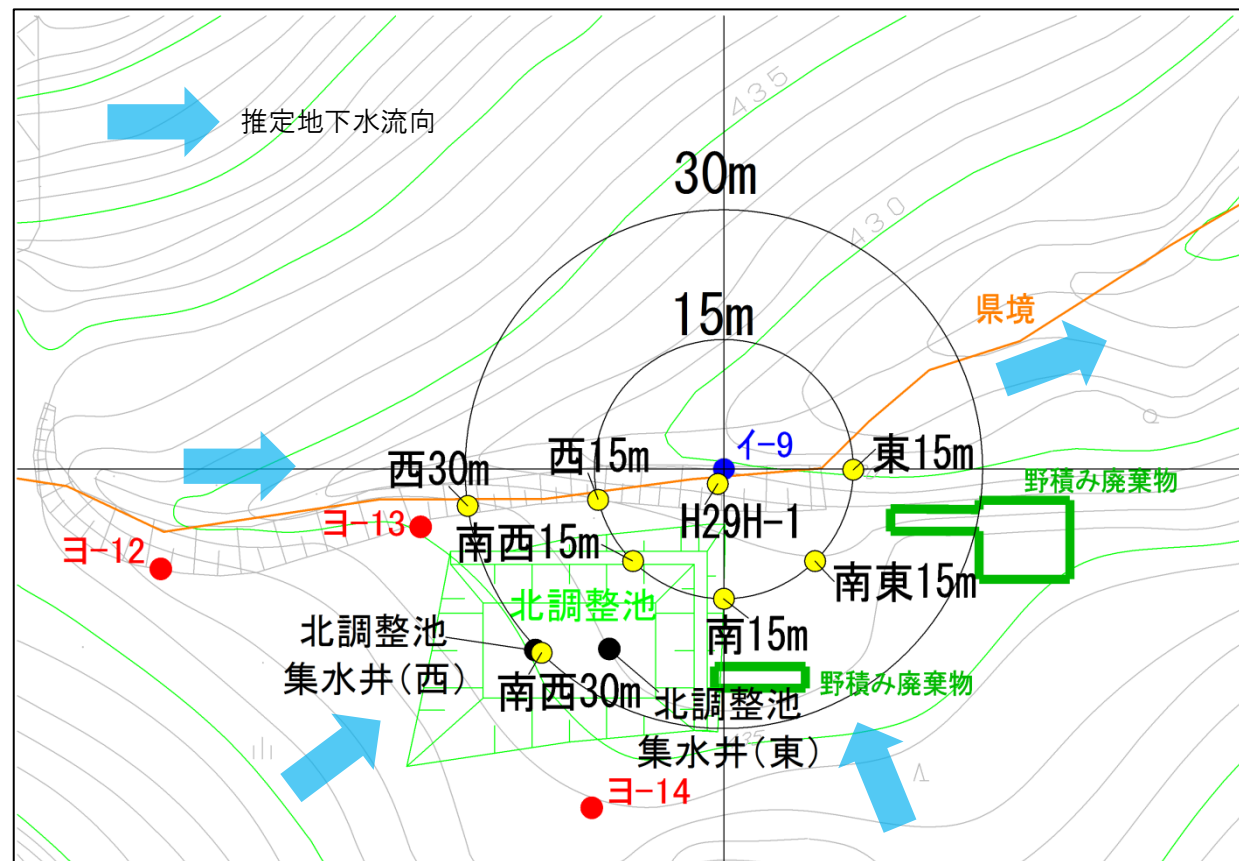 推定地下水流向
435
30m
430
県境
15m
イ-9
東15m
西30m
西15m
野積み廃棄物
ヨ-13
H29H-1
ヨ-12
南西15m
南東15m
北調整池
南15m
北調整池
集水井(西)
南西30m
野積み廃棄物
北調整池
集水井(東)
435
ヨ-14